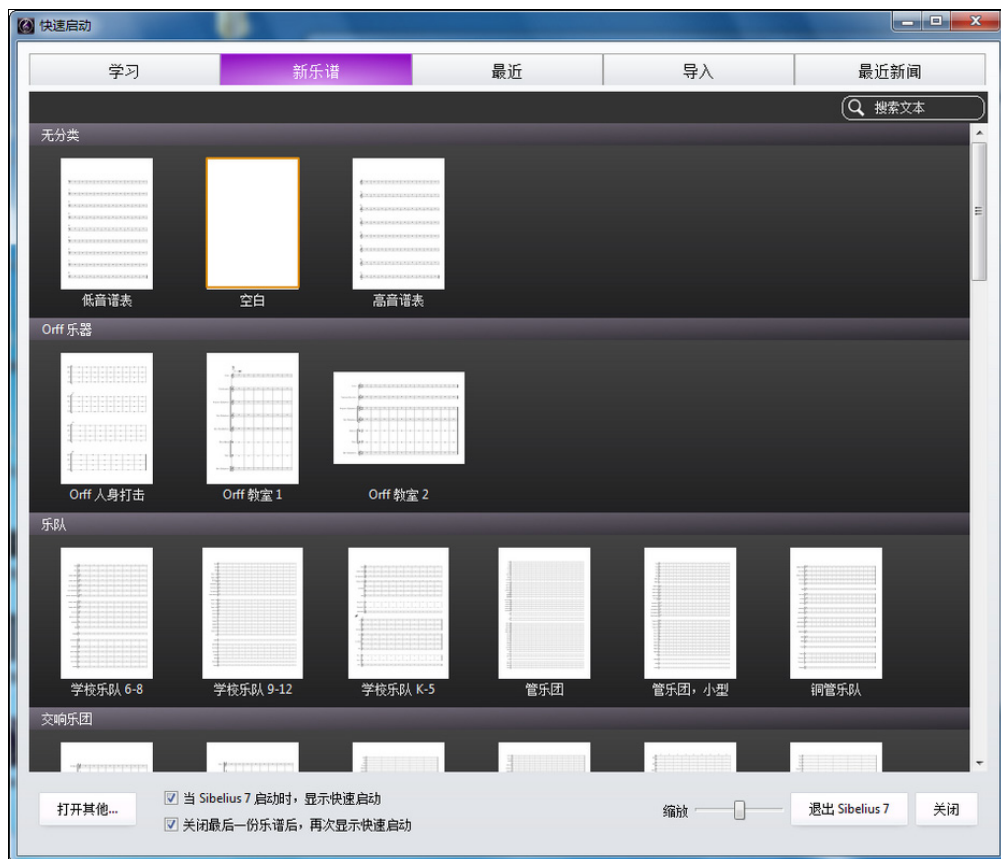 快速启动
学习 新乐谱 最近 导入 最近新闻
搜索文本
无分类
低音谱表 空白 高音谱表
Orff 乐器
Orff 人身打击 Orff 教室 1 Orff 教室 2
乐队
学校乐队 6-8 学校乐队 9-12 学校乐队 K-5 管乐团 管乐团，小型 铜管乐队
交响乐团
打开其他...
当 Sibelius 7 启动时，显示快速启动
关闭最后一份乐谱后，再次显示快速启动
缩放
退出 Sibelius 7
关闭